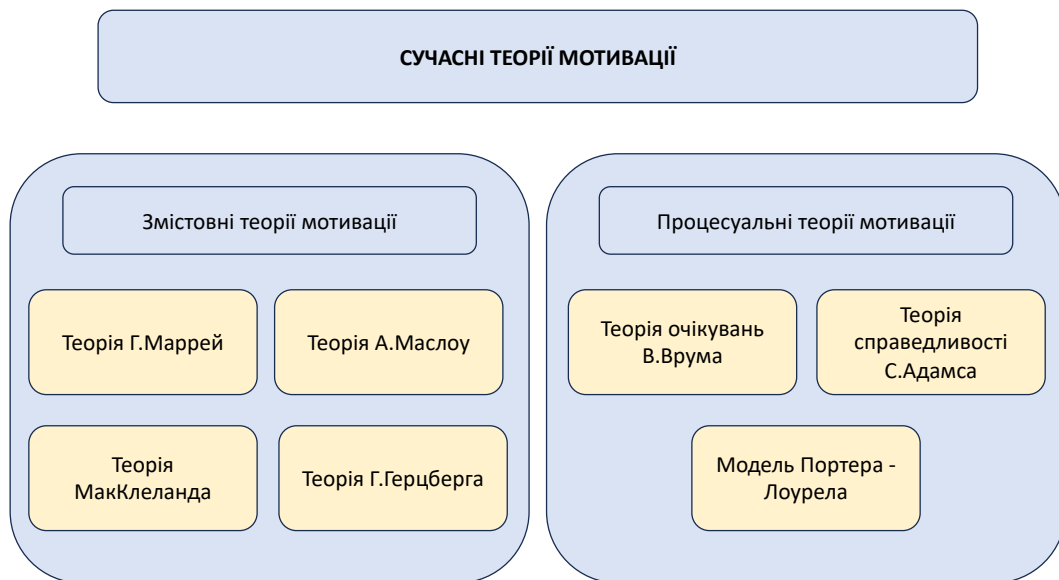 СУЧАСНІ ТЕОРІЇ МОТИВАЦІЇ
Змістовні теорії мотивації
Теорія Г.Маррей
Теорія А.Маслоу
Теорія
МакКлеланда
Теорія Г.Герцберга
Процесуальні теорії мотивації
Теорія очікувань
В.Врума
Теорія
справедливості
С.Адамса
Модель Портера -
Лоурела